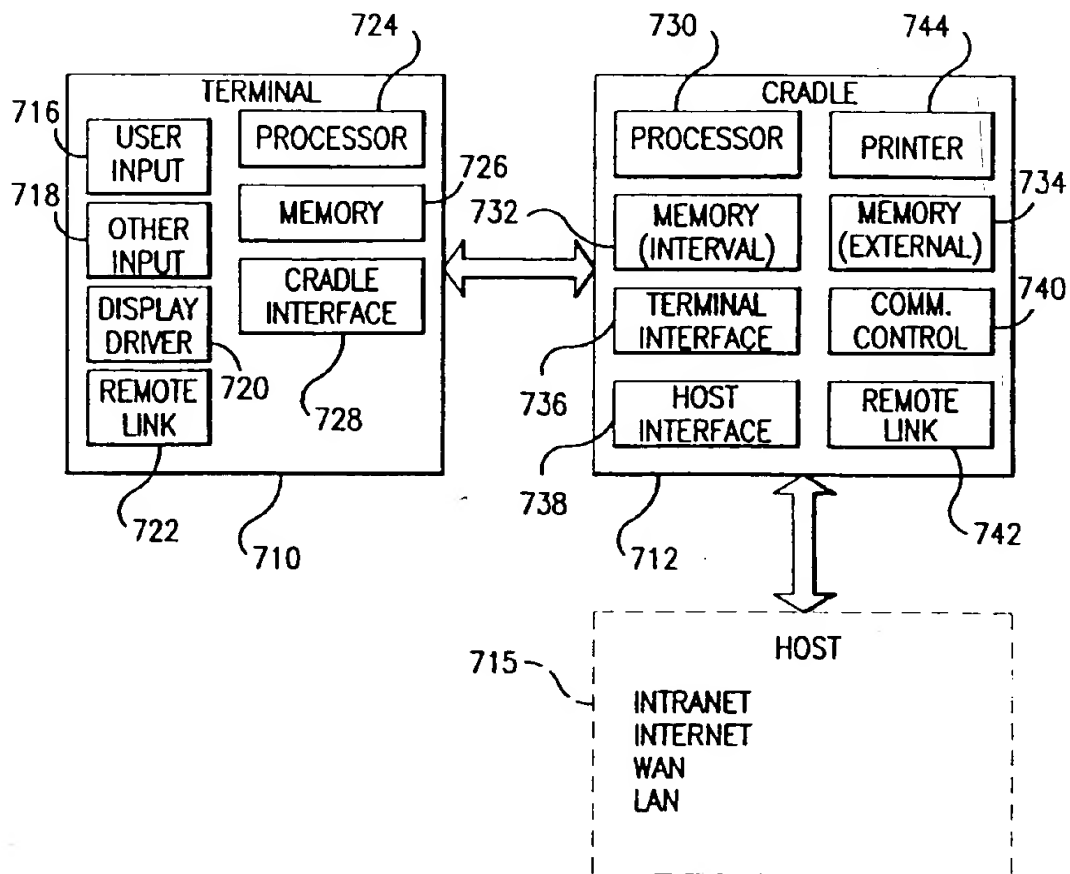 724
730
744
TERMINAL
CRADLE
716
USER
INPUT
PROCESSOR
PROCESSOR
PRINTER
718
726
734
OTHER
INPUT
MEMORY
732
MEMORY
(INTERVAL)
MEMORY
(EXTERNAL)
DISPLAY
DRIVER
CRADLE
INTERFACE
TERMINAL
INTERFACE
COMM.
CONTROL
740
REMOTE
LINK
720
728
736
HOST
INTERFACE
REMOTE
LINK
722
710
738
712
742
715
HOST
INTRANET
INTERNET
WAN
LAN